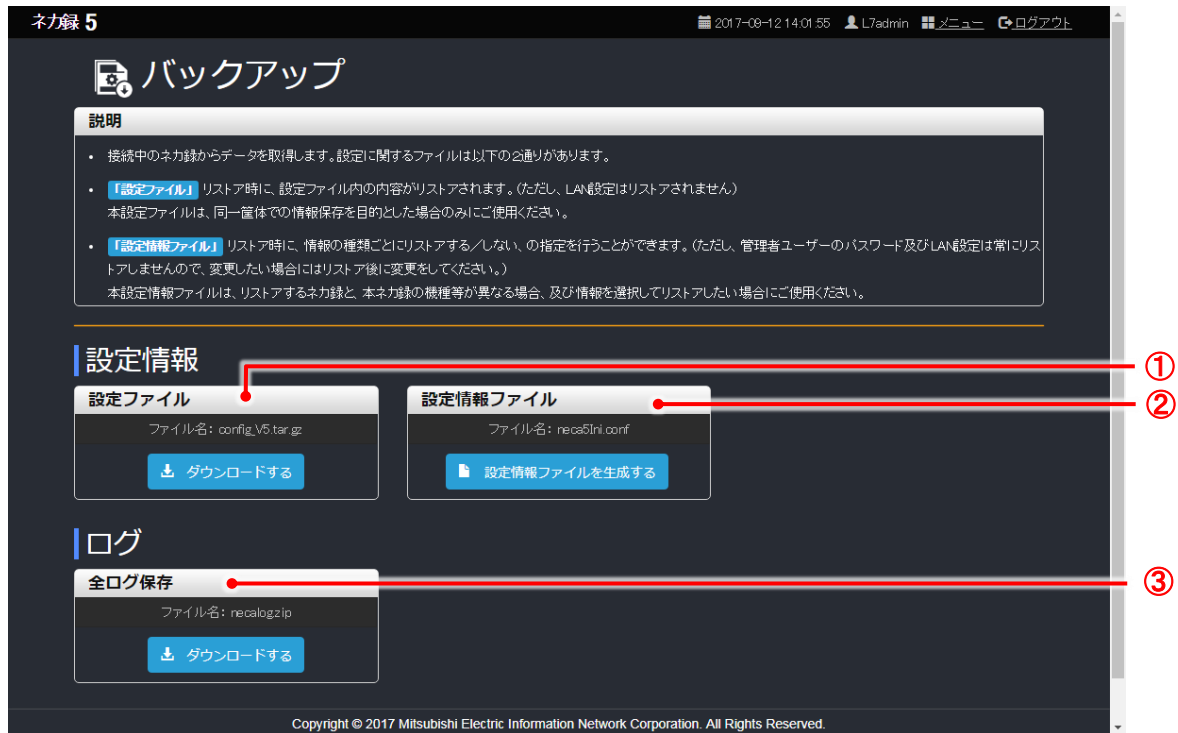 ネカ録 5 2017-09-12 14:01:55 L7admin メニュー ログアウト
バックアップ
説明
• 接続中のネカ録からデータを取得します。設定に関するファイルは以下の2通りがあります。
• 「設定ファイル」 リストア時に、設定ファイル内の内容がリストアされます。(ただし、LAN設定はリストアされません)
本設定ファイルは、同一筐体での情報保存を目的とした場合のみにご使用ください。
• 「設定情報ファイル」 リストア時に、情報の種類ごとにリストアする／しない、の指定を行うことができます。(ただし、管理者ユーザーのパスワード及びLAN設定は常にリス
トアしませんので、変更したい場合にはリストア後に変更をしてください。)
本設定情報ファイルは、リストアするネカ録と、本ネカ録の機種等が異なる場合、及び情報を選択してリストアしたい場合にご使用ください。
設定情報
①
設定ファイル 設定情報ファイル ②
ファイル名: config_V5.tar.gz ファイル名: neca5Ini.conf
ダウンロードする 設定情報ファイルを生成する
ログ
全ログ保存 ③
ファイル名: necalog.zip
ダウンロードする
Copyright © 2017 Mitsubishi Electric Information Network Corporation. All Rights Reserved.